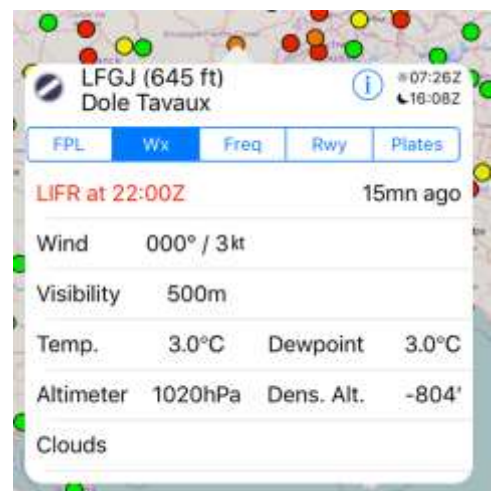 LFGJ (645 ft)
Dole Tavaux
07:26Z
16:08Z
FPL Wx Freq Rwy Plates
LIFR at 22:00Z 15mn ago
Wind 000° / 3kt
Visibility 500m
Temp. 3.0°C Dewpoint 3.0°C
Altimeter 1020hPa Dens. Alt. -804'
Clouds